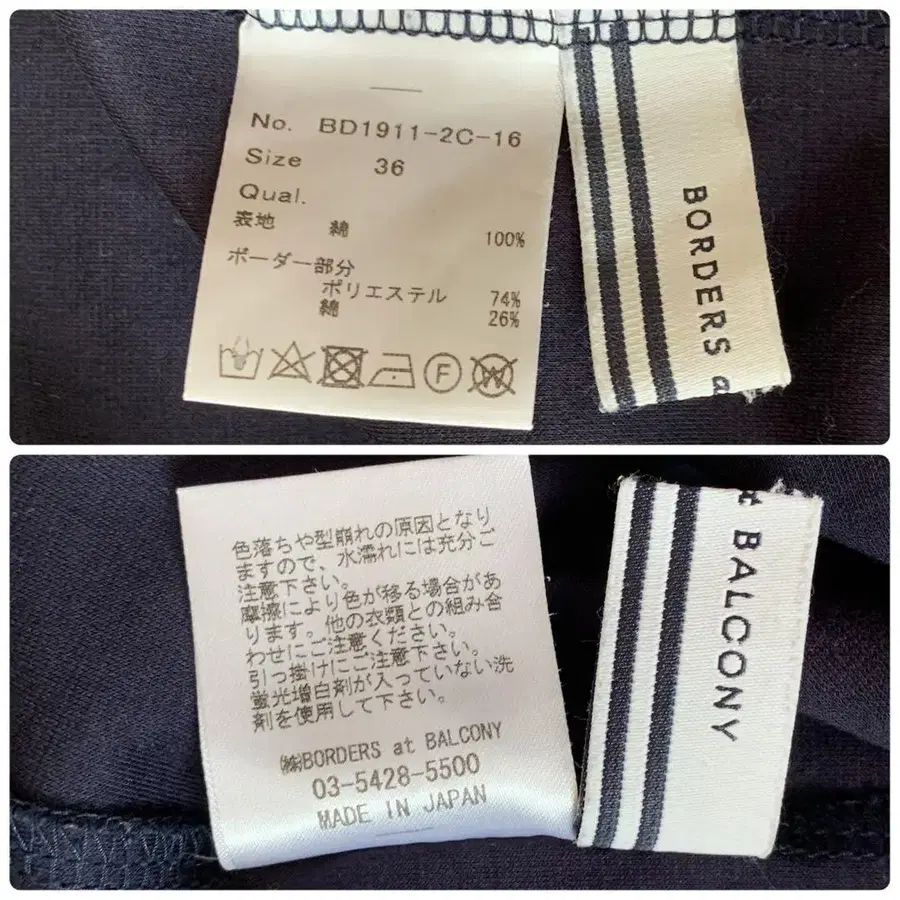 No. BD1911-2C-16
Size 36
Qual.
表地 綿 100%
ボーダー部分
ポリエステル 74%
綿 26%
F
W
BORDERS a
色落ちや型崩れの原因となり
ますので、水濡れには充分ご
注意下さい。
摩擦により色が移る場合があ
ります。他の衣類との組み合
わせにご注意ください。
引っ掛けにご注意下さい。
蛍光増白剤が入っていない洗
剤を使用して下さい。
㈱BORDERS at BALCONY
03-5428-5500
MADE IN JAPAN
t BALCONY